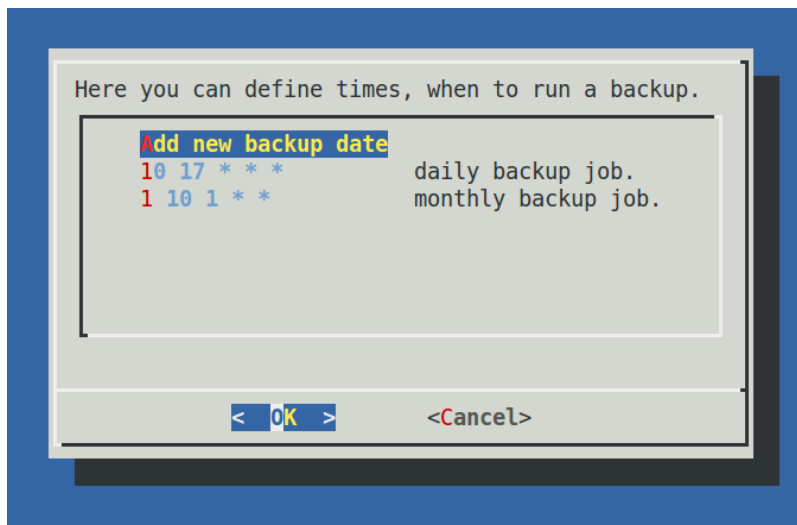 Here you can define times, when to run a backup.
Add new backup date
10 17 * * * daily backup job.
1 10 1 * * monthly backup job.
< OK > <Cancel>